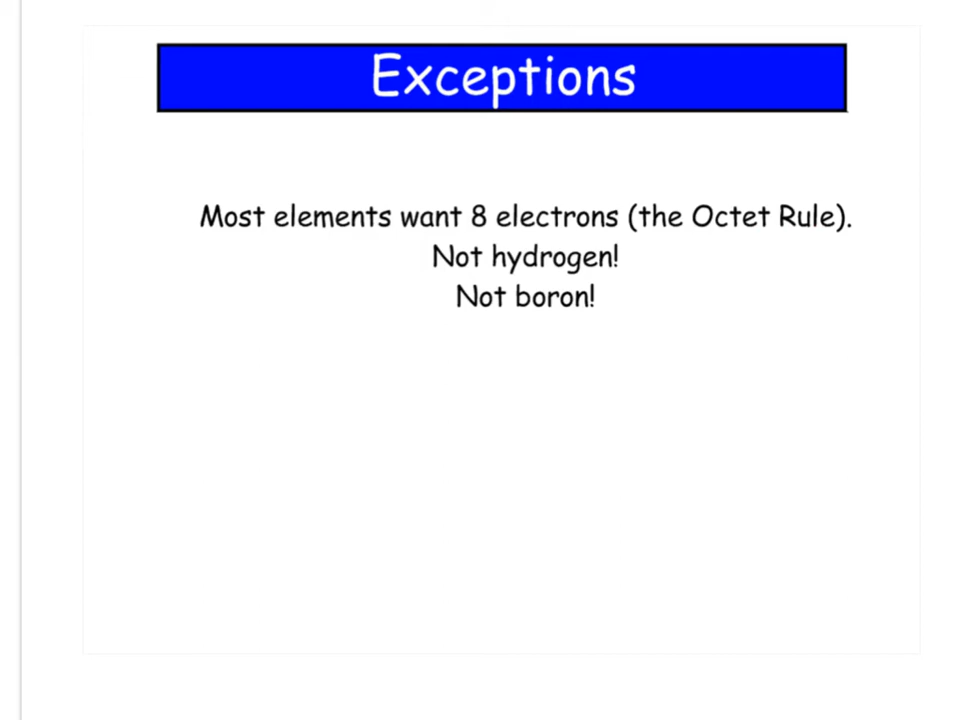 Exceptions
Most elements want 8 electrons (the Octet Rule).
Not hydrogen!
Not boron!